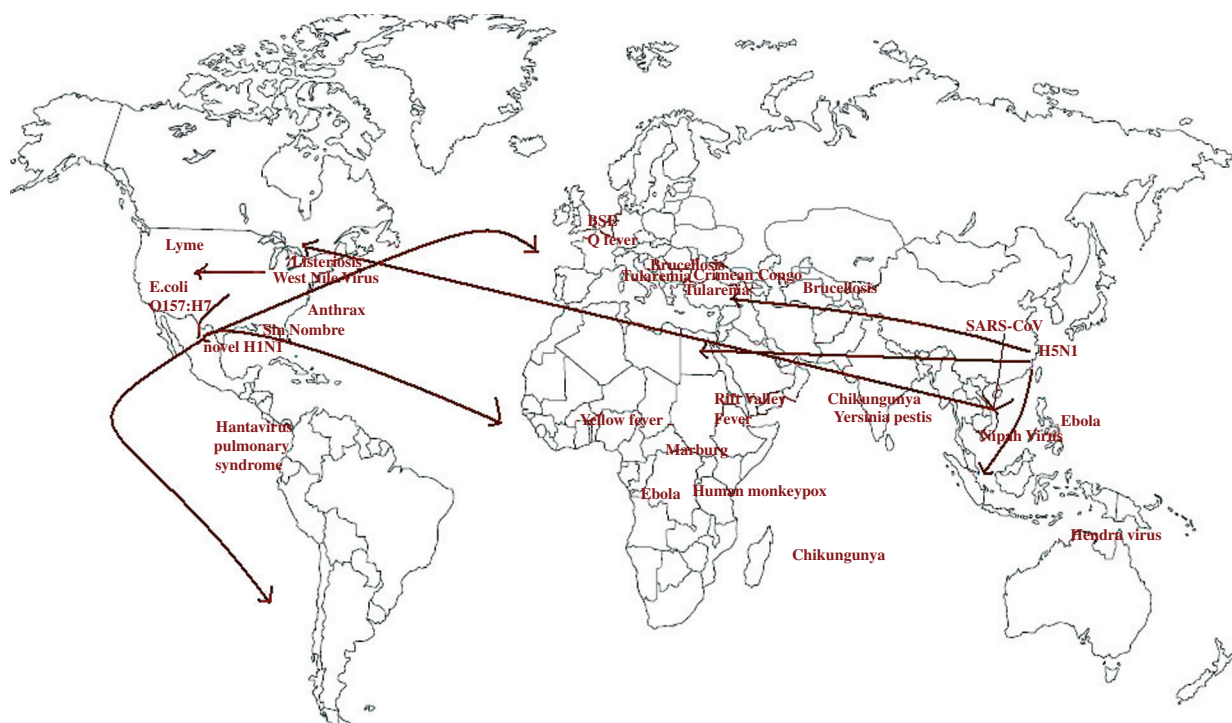 BSE
Q fever
Lyme
Listeriosis
West Nile Virus
Brucellosis
Tularemia
Crimean Congo
Tularemia
Brucellosis
E.coli
O157:H7
Anthrax
Sin Nombre
novel H1N1
SARS-CoV
H5N1
Rift Valley
Fever
Chikungunya
Yersinia pestis
Yellow fever
Ebola
Nipah Virus
Hantavirus
pulmonary
syndrome
Marburg
Ebola
Human monkeypox
Hendra virus
Chikungunya